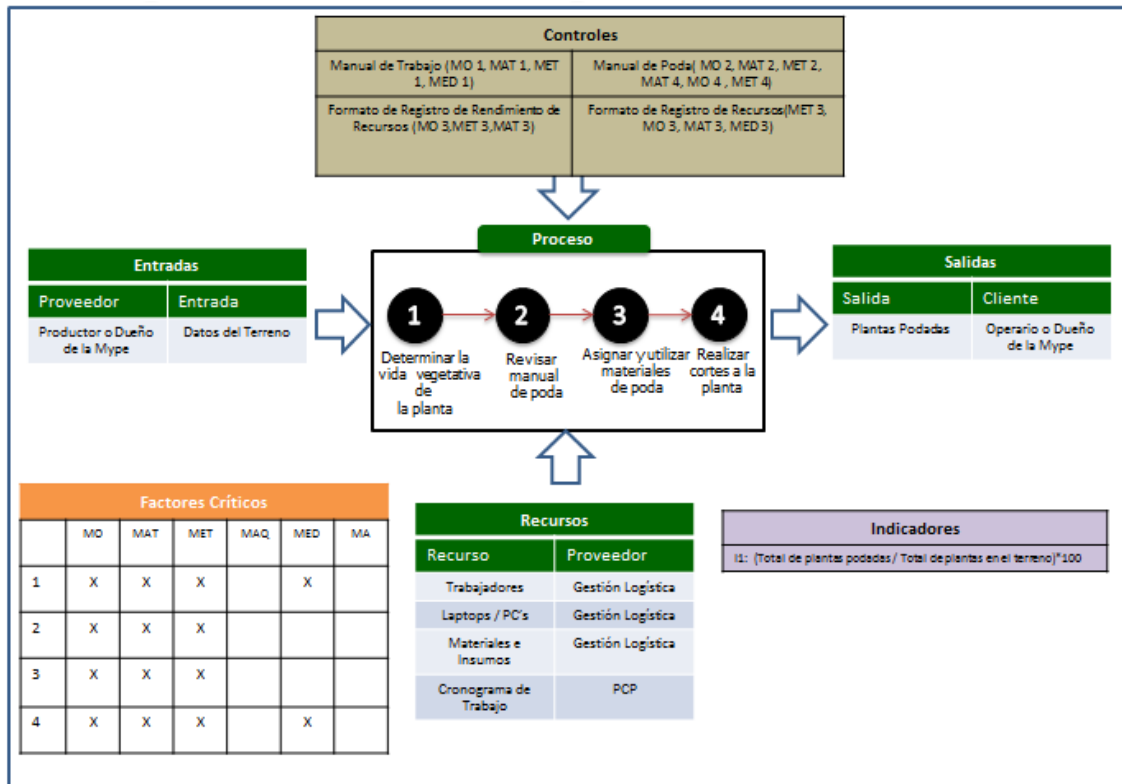 Controles
Manual de Trabajo (MO 1, MAT 1, MET
1, MED 1)
Manual de Poda( MO 2, MAT 2, MET 2,
MAT 4, MO 4 , MET 4)
Formato de Registro de Rendimiento de
Recursos (MO 3,MET 3,MAT 3)
Formato de Registro de Recursos(MET 3,
MO 3, MAT 3, MED 3)
Proceso
1
2
3
4
Determinar la
vida vegetativa
de
la planta
Revisar
manual
de poda
Asignar y utilizar
materiales
de poda
Realizar
cortes a la
planta
Entradas
Proveedor
Entrada
Productor o Dueño
de la Mype
Datos del Terreno
Salidas
Salida
Cliente
Plantas Podadas
Operario o Dueño
de la Mype
Factores Críticos
MO MAT MET MAQ MED MA
1 X X X X
2 X X X
3 X X X
4 X X X X
Recursos
Recurso
Proveedor
Trabajadores
Gestión Logística
Laptops / PC's
Gestión Logística
Materiales e
Insumos
Gestión Logística
Cronograma de
Trabajo
PCP
Indicadores
I1: (Total de plantas podadas / Total de plantas en el terreno)*100